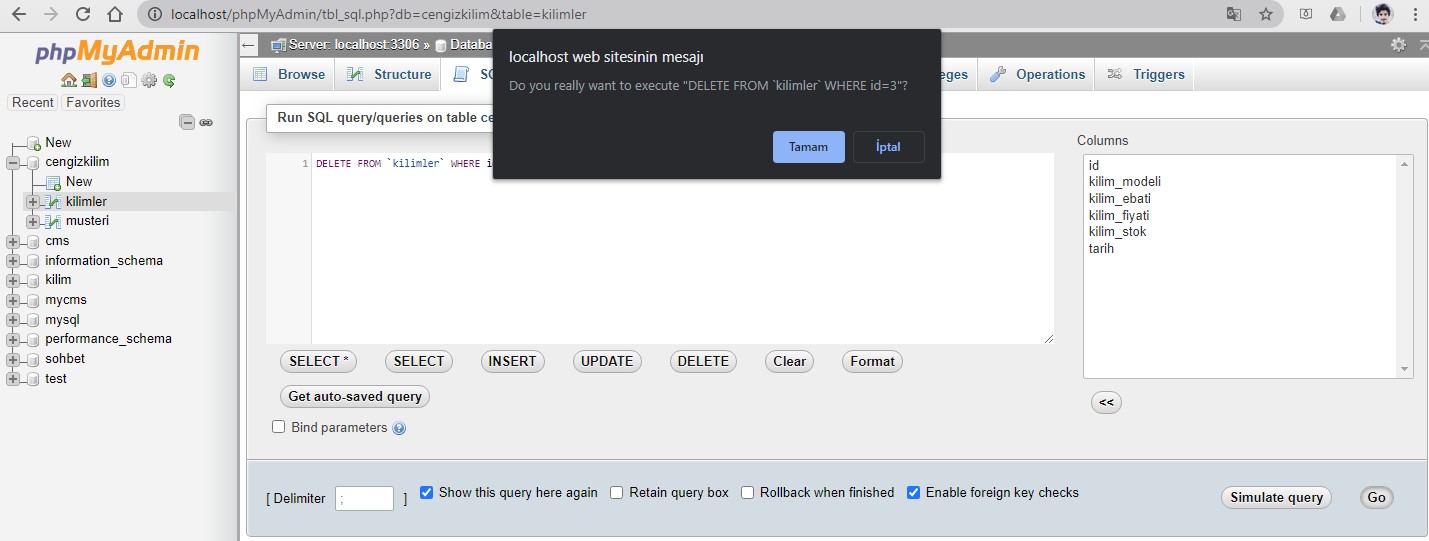 localhost/phpMyAdmin/tbl_sql.php?db=cengizkilim&table=kilimler
phpMyAdmin
Recent Favorites
New
cengizkilim
New
kilimler
musteri
cms
information_schema
kilim
mycms
mysql
performance_schema
sohbet
test
Server: localhost:3306 »
Browse Structure Operations Triggers
localhost web sitesinin mesajı
Do you really want to execute "DELETE FROM `kilimler` WHERE id=3"?
Tamam İptal
Run SQL query/queries on table
1 DELETE FROM `kilimler` WHERE
Columns
id
kilim_modeli
kilim_ebati
kilim_fiyati
kilim_stok
tarih
SELECT * SELECT INSERT UPDATE DELETE Clear Format
Get auto-saved query
<<
Bind parameters
[ Delimiter ; ] Show this query here again Retain query box Rollback when finished Enable foreign key checks Simulate query Go